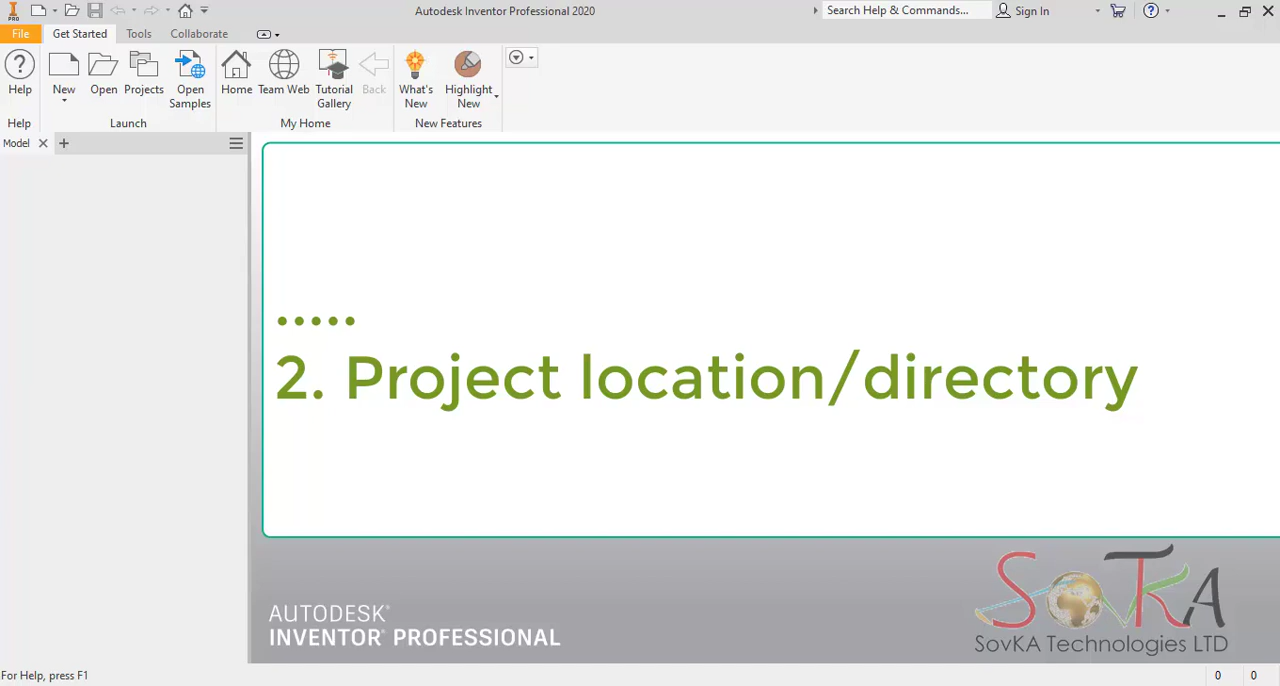 Autodesk Inventor Professional 2020
Search Help & Commands...
Sign In
File
Get Started
Tools
Collaborate
Help
New
Open
Projects
Open
Samples
Home
Team Web
Tutorial
Gallery
Back
What's
New
Highlight
New
Help
Launch
My Home
New Features
Model
.....
2. Project location/directory
AUTODESK®
INVENTOR® PROFESSIONAL
SovKA
SovKA Technologies LTD
For Help, press F1
0
0
PRO